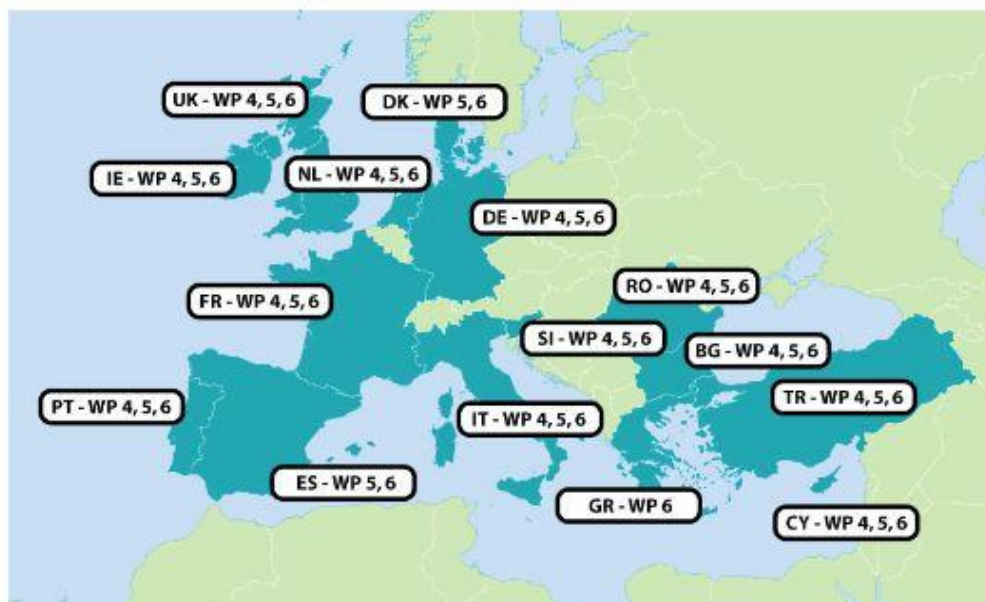 UK - WP 4, 5, 6
DK - WP 5, 6
IE - WP 4, 5, 6
NL - WP 4, 5, 6
DE - WP 4, 5, 6
RO - WP 4, 5, 6
FR - WP 4, 5, 6
SI - WP 4, 5, 6
BG - WP 4, 5, 6
TR - WP 4, 5, 6
PT - WP 4, 5, 6
IT - WP 4, 5, 6
ES - WP 5, 6
GR - WP 6
CY - WP 4, 5, 6